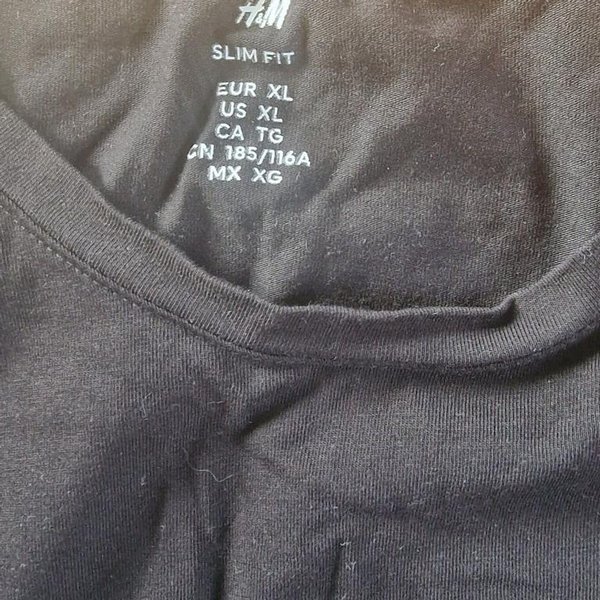 H&M
SLIM FIT
EUR XL
US XL
CA TG
CN 185/116A
MX XG